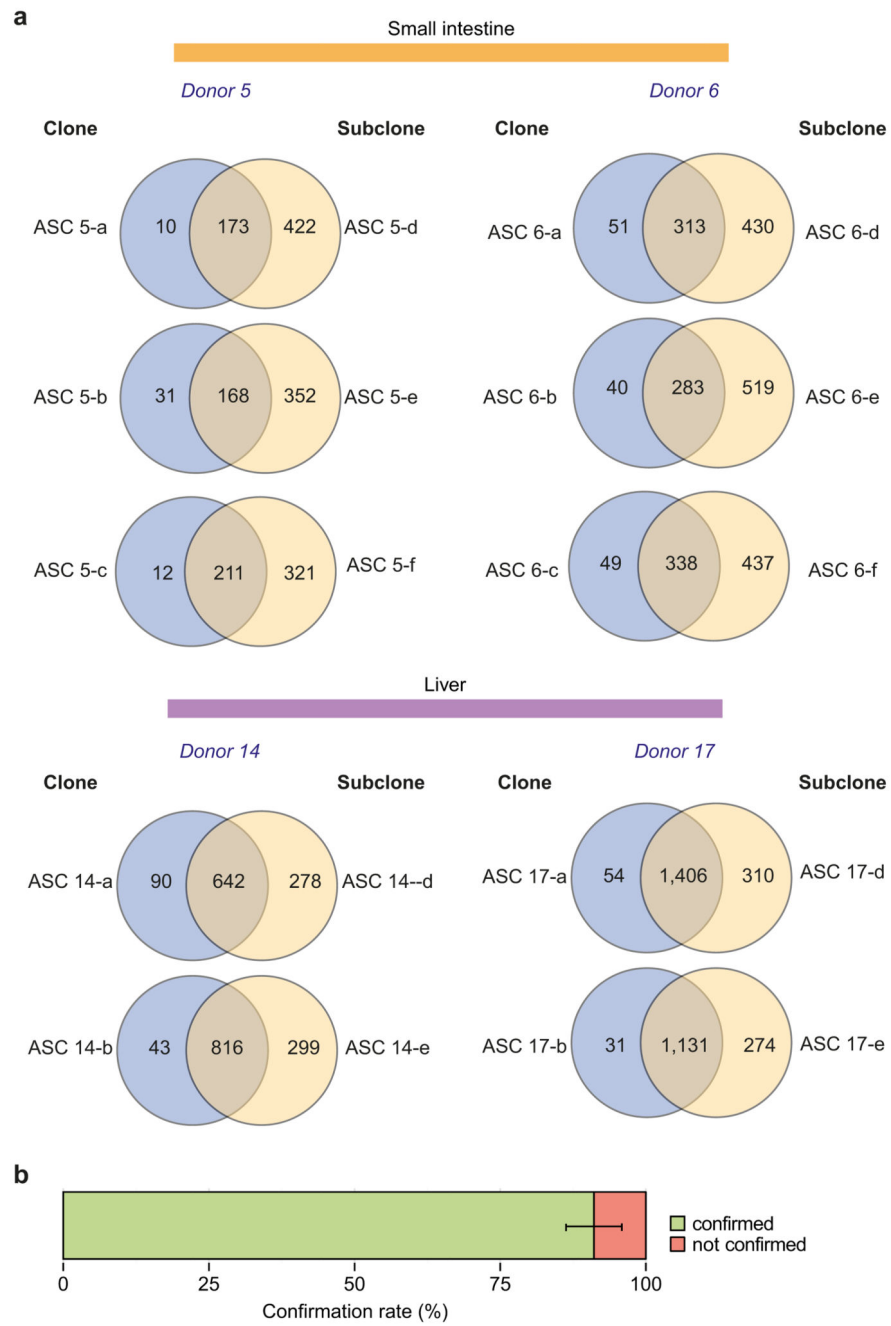 a
Small intestine
Donor 5 Donor 6
Clone Subclone Clone Subclone
ASC 5-a 10 173 422 ASC 5-d
ASC 6-a 51 313 430 ASC 6-d
ASC 5-b 31 168 352 ASC 5-e
ASC 6-b 40 283 519 ASC 6-e
ASC 5-c 12 211 321 ASC 5-f
ASC 6-c 49 338 437 ASC 6-f
Liver
Donor 14 Donor 17
Clone Subclone Clone Subclone
ASC 14-a 90 642 278 ASC 14--d
ASC 17-a 54 1,406 310 ASC 17-d
ASC 14-b 43 816 299 ASC 14-e
ASC 17-b 31 1,131 274 ASC 17-e
b
confirmed
not confirmed
0 25 50 75 100
Confirmation rate (%)